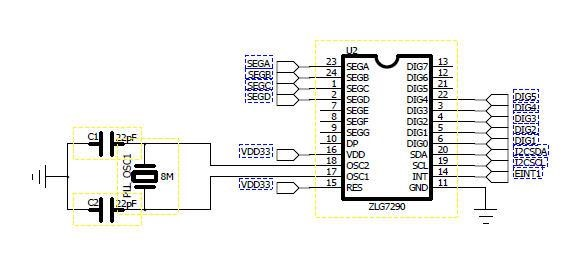 U2
SEGA 23 SEGA DIG7 13
SEGB 24 SEGB DIG6 12
SEGC 1 SEGC DIG5 21
SEGD 2 SEGD DIG4 22 DIG5
7 SEGE DIG3 3 DIG4
8 SEGF DIG2 4 DIG3
9 SEGG DIG1 5 DIG2
10 DP DIG0 6 DIG1
VDD33 16 VDD SDA 20 I2CSDA
18 OSC2 SCL 19 I2CSCL
17 OSC1 INT 14 EINT1
VDD33 15 RES GND 11
ZLG7290
C1 22pF
PLL_OSC1
8M
C2 22pF